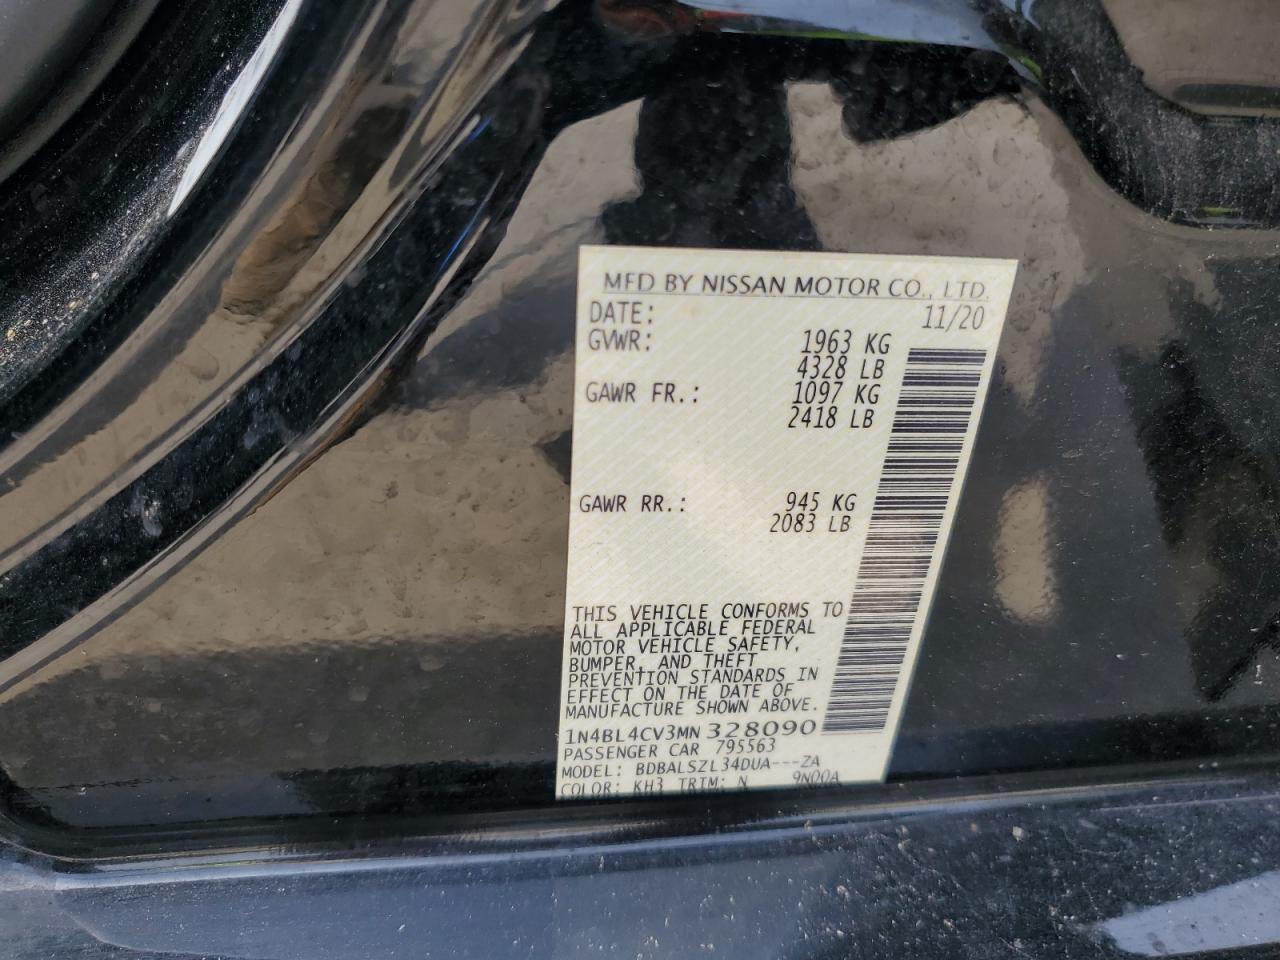 MFD BY NISSAN MOTOR CO., LTD.
DATE: 11/20
GVWR: 1963 KG
4328 LB
GAWR FR.: 1097 KG
2418 LB
GAWR RR.: 945 KG
2083 LB
THIS VEHICLE CONFORMS TO
ALL APPLICABLE FEDERAL
MOTOR VEHICLE SAFETY,
BUMPER, AND THEFT
PREVENTION STANDARDS IN
EFFECT ON THE DATE OF
MANUFACTURE SHOWN ABOVE.
1N4BL4CV3MN328090
PASSENGER CAR 795563
MODEL: BDBALSZL34DUA---ZA
COLOR: KH3 TRIM: N 9N00A